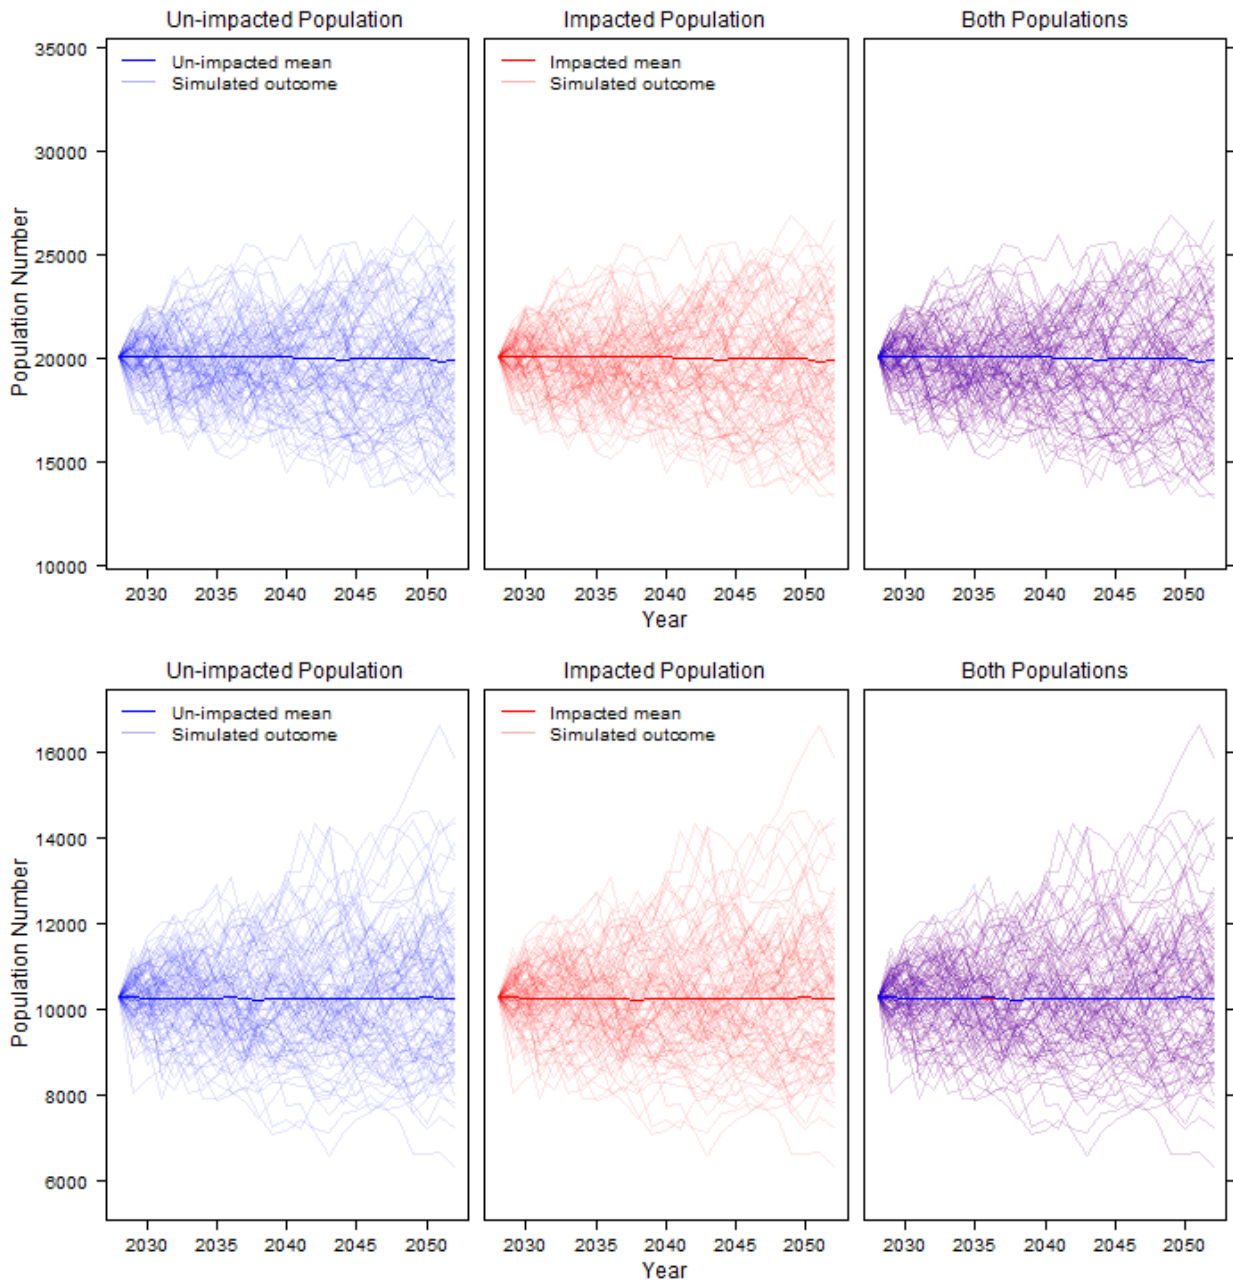 Un-impacted Population Impacted Population Both Populations
Un-impacted mean
Simulated outcome
Impacted mean
Simulated outcome
Population Number
35000
30000
25000
20000
15000
10000
2030 2035 2040 2045 2050 2030 2035 2040 2045 2050 2030 2035 2040 2045 2050
Year
Un-impacted Population Impacted Population Both Populations
Un-impacted mean
Simulated outcome
Impacted mean
Simulated outcome
Population Number
16000
14000
12000
10000
8000
6000
2030 2035 2040 2045 2050 2030 2035 2040 2045 2050 2030 2035 2040 2045 2050
Year